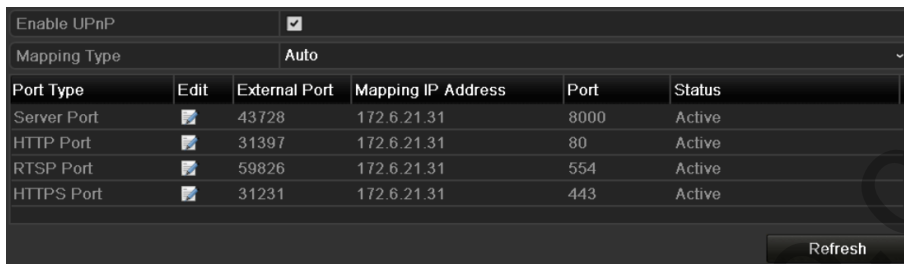 Enable UPnP
Mapping Type Auto
Port Type Edit External Port Mapping IP Address Port Status
Server Port 43728 172.6.21.31 8000 Active
HTTP Port 31397 172.6.21.31 80 Active
RTSP Port 59826 172.6.21.31 554 Active
HTTPS Port 31231 172.6.21.31 443 Active
Refresh